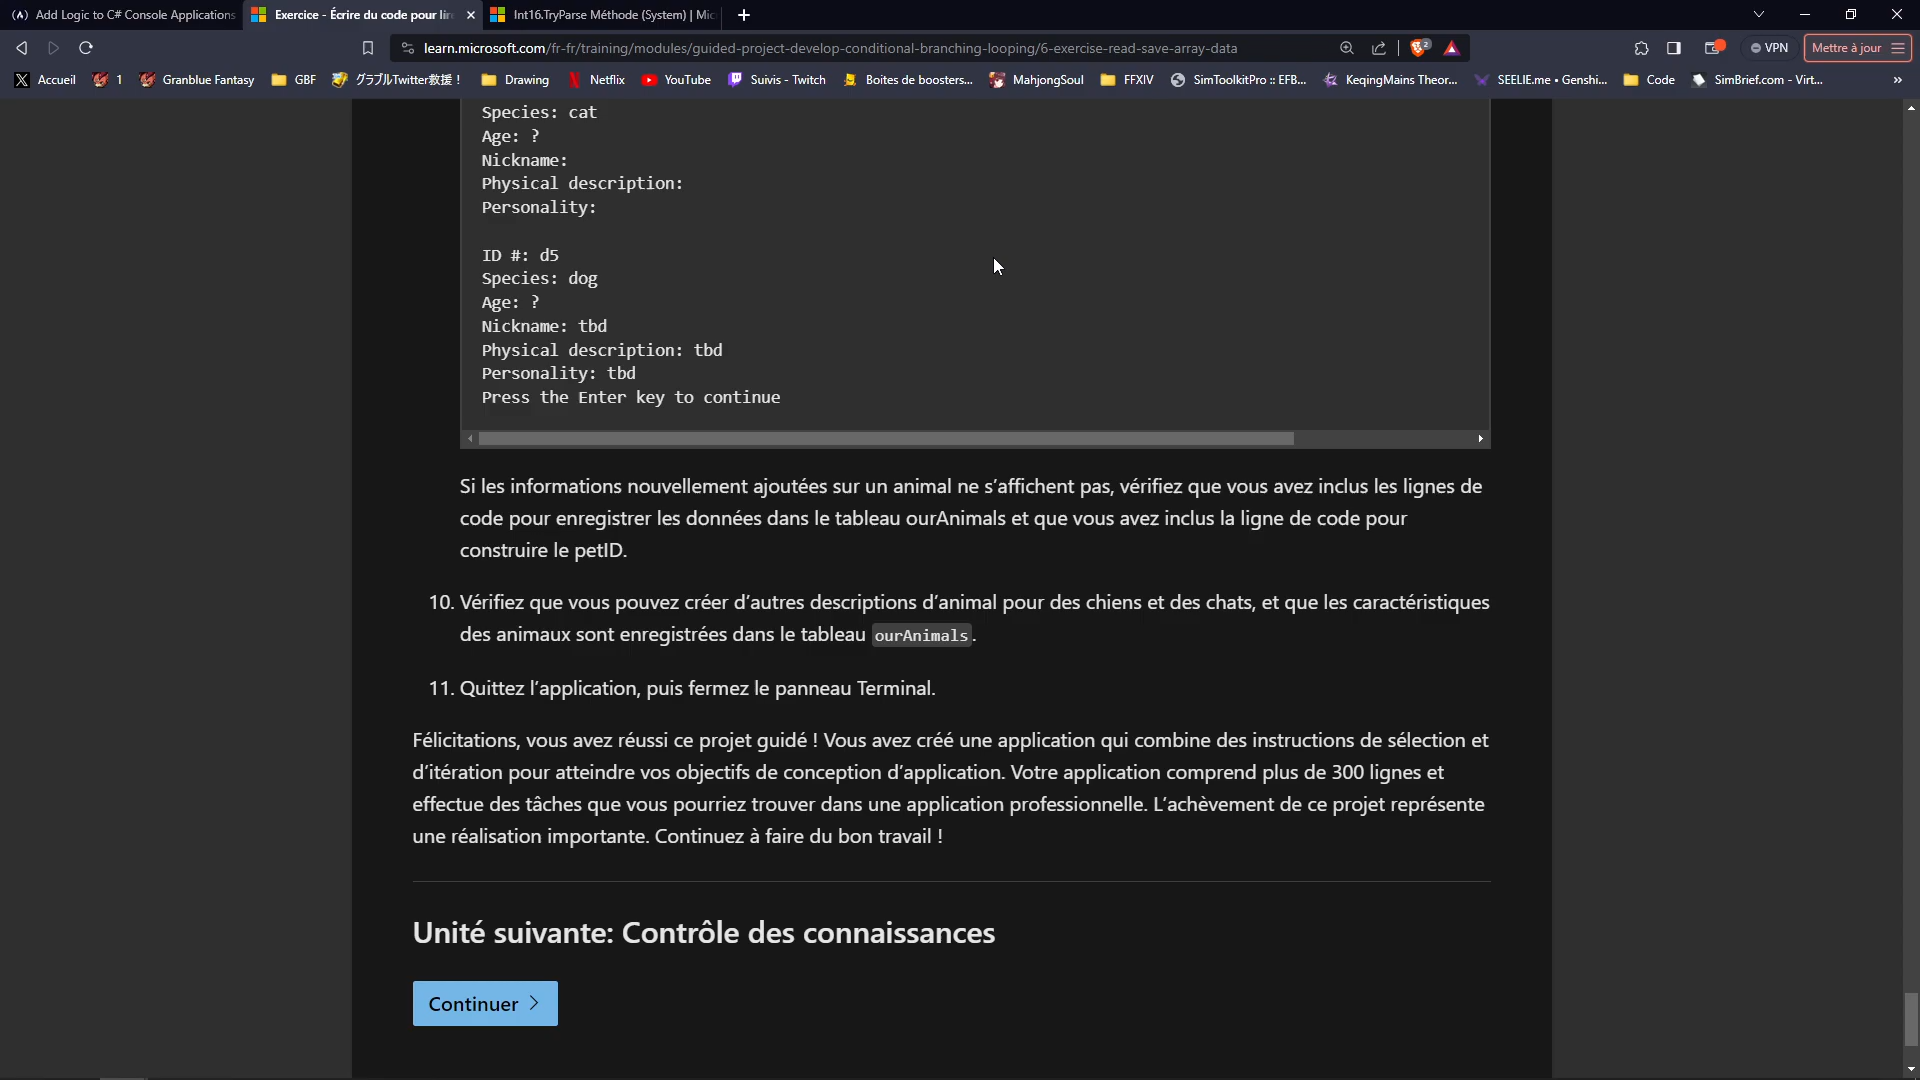 Add Logic to C# Console Applications
Exercice - Écrire du code pour lire
Int16.TryParse Méthode (System) | Mic
learn.microsoft.com/fr-fr/training/modules/guided-project-develop-conditional-branching-looping/6-exercise-read-save-array-data
2
VPN
Mettre à jour
Accueil
1
Granblue Fantasy
GBF
グラブルTwitter救援！
Drawing
Netflix
YouTube
Suivis - Twitch
Boites de boosters...
MahjongSoul
FFXIV
SimToolkitPro :: EFB...
KeqingMains Theor...
SEELIE.me • Genshi...
Code
SimBrief.com - Virt...
»
Species: cat
Age: ?
Nickname:
Physical description:
Personality:
ID #: d5
Species: dog
Age: ?
Nickname: tbd
Physical description: tbd
Personality: tbd
Press the Enter key to continue
Si les informations nouvellement ajoutées sur un animal ne s’affichent pas, vérifiez que vous avez inclus les lignes de
code pour enregistrer les données dans le tableau ourAnimals et que vous avez inclus la ligne de code pour
construire le petID.
10. Vérifiez que vous pouvez créer d’autres descriptions d’animal pour des chiens et des chats, et que les caractéristiques
des animaux sont enregistrées dans le tableau ourAnimals.
11. Quittez l’application, puis fermez le panneau Terminal.
Félicitations, vous avez réussi ce projet guidé ! Vous avez créé une application qui combine des instructions de sélection et
d’itération pour atteindre vos objectifs de conception d’application. Votre application comprend plus de 300 lignes et
effectue des tâches que vous pourriez trouver dans une application professionnelle. L’achèvement de ce projet représente
une réalisation importante. Continuez à faire du bon travail !
Unité suivante: Contrôle des connaissances
Continuer